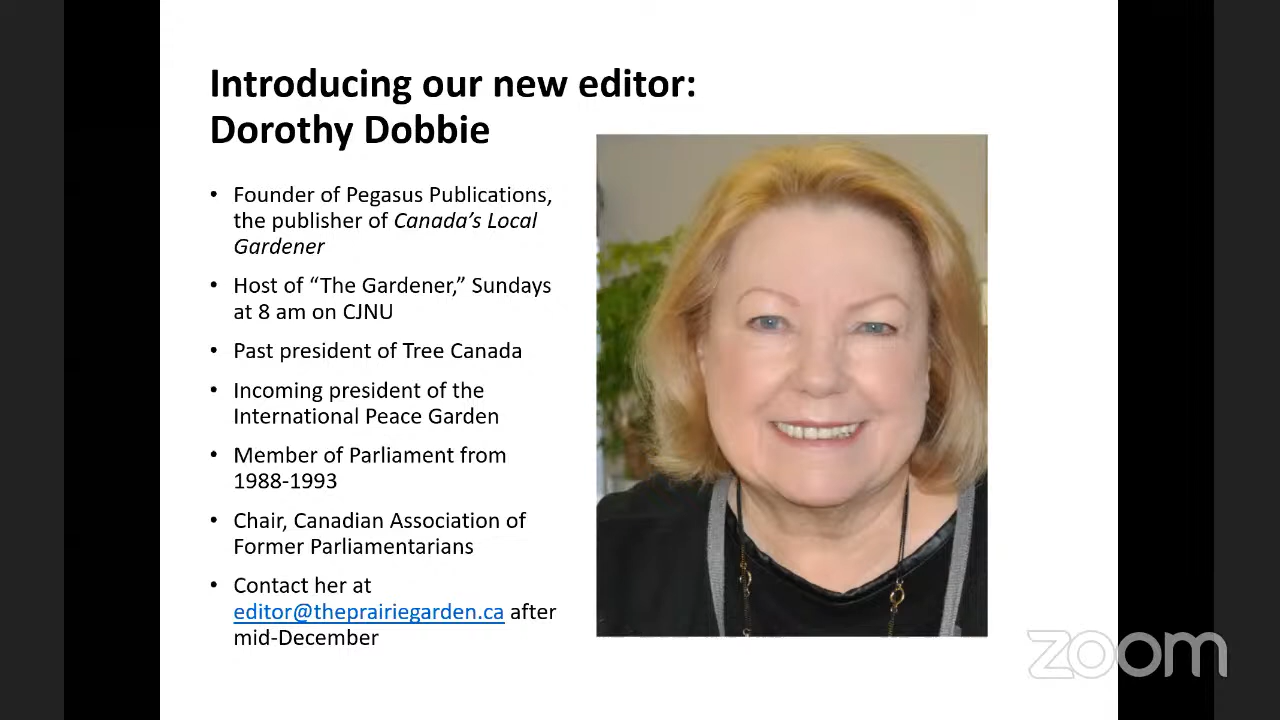 Introducing our new editor:
Dorothy Dobbie
• Founder of Pegasus Publications,
the publisher of Canada’s Local
Gardener
• Host of “The Gardener,” Sundays
at 8 am on CJNU
• Past president of Tree Canada
• Incoming president of the
International Peace Garden
• Member of Parliament from
1988-1993
• Chair, Canadian Association of
Former Parliamentarians
• Contact her at
editor@theprairiegarden.ca after
mid-December
zoom